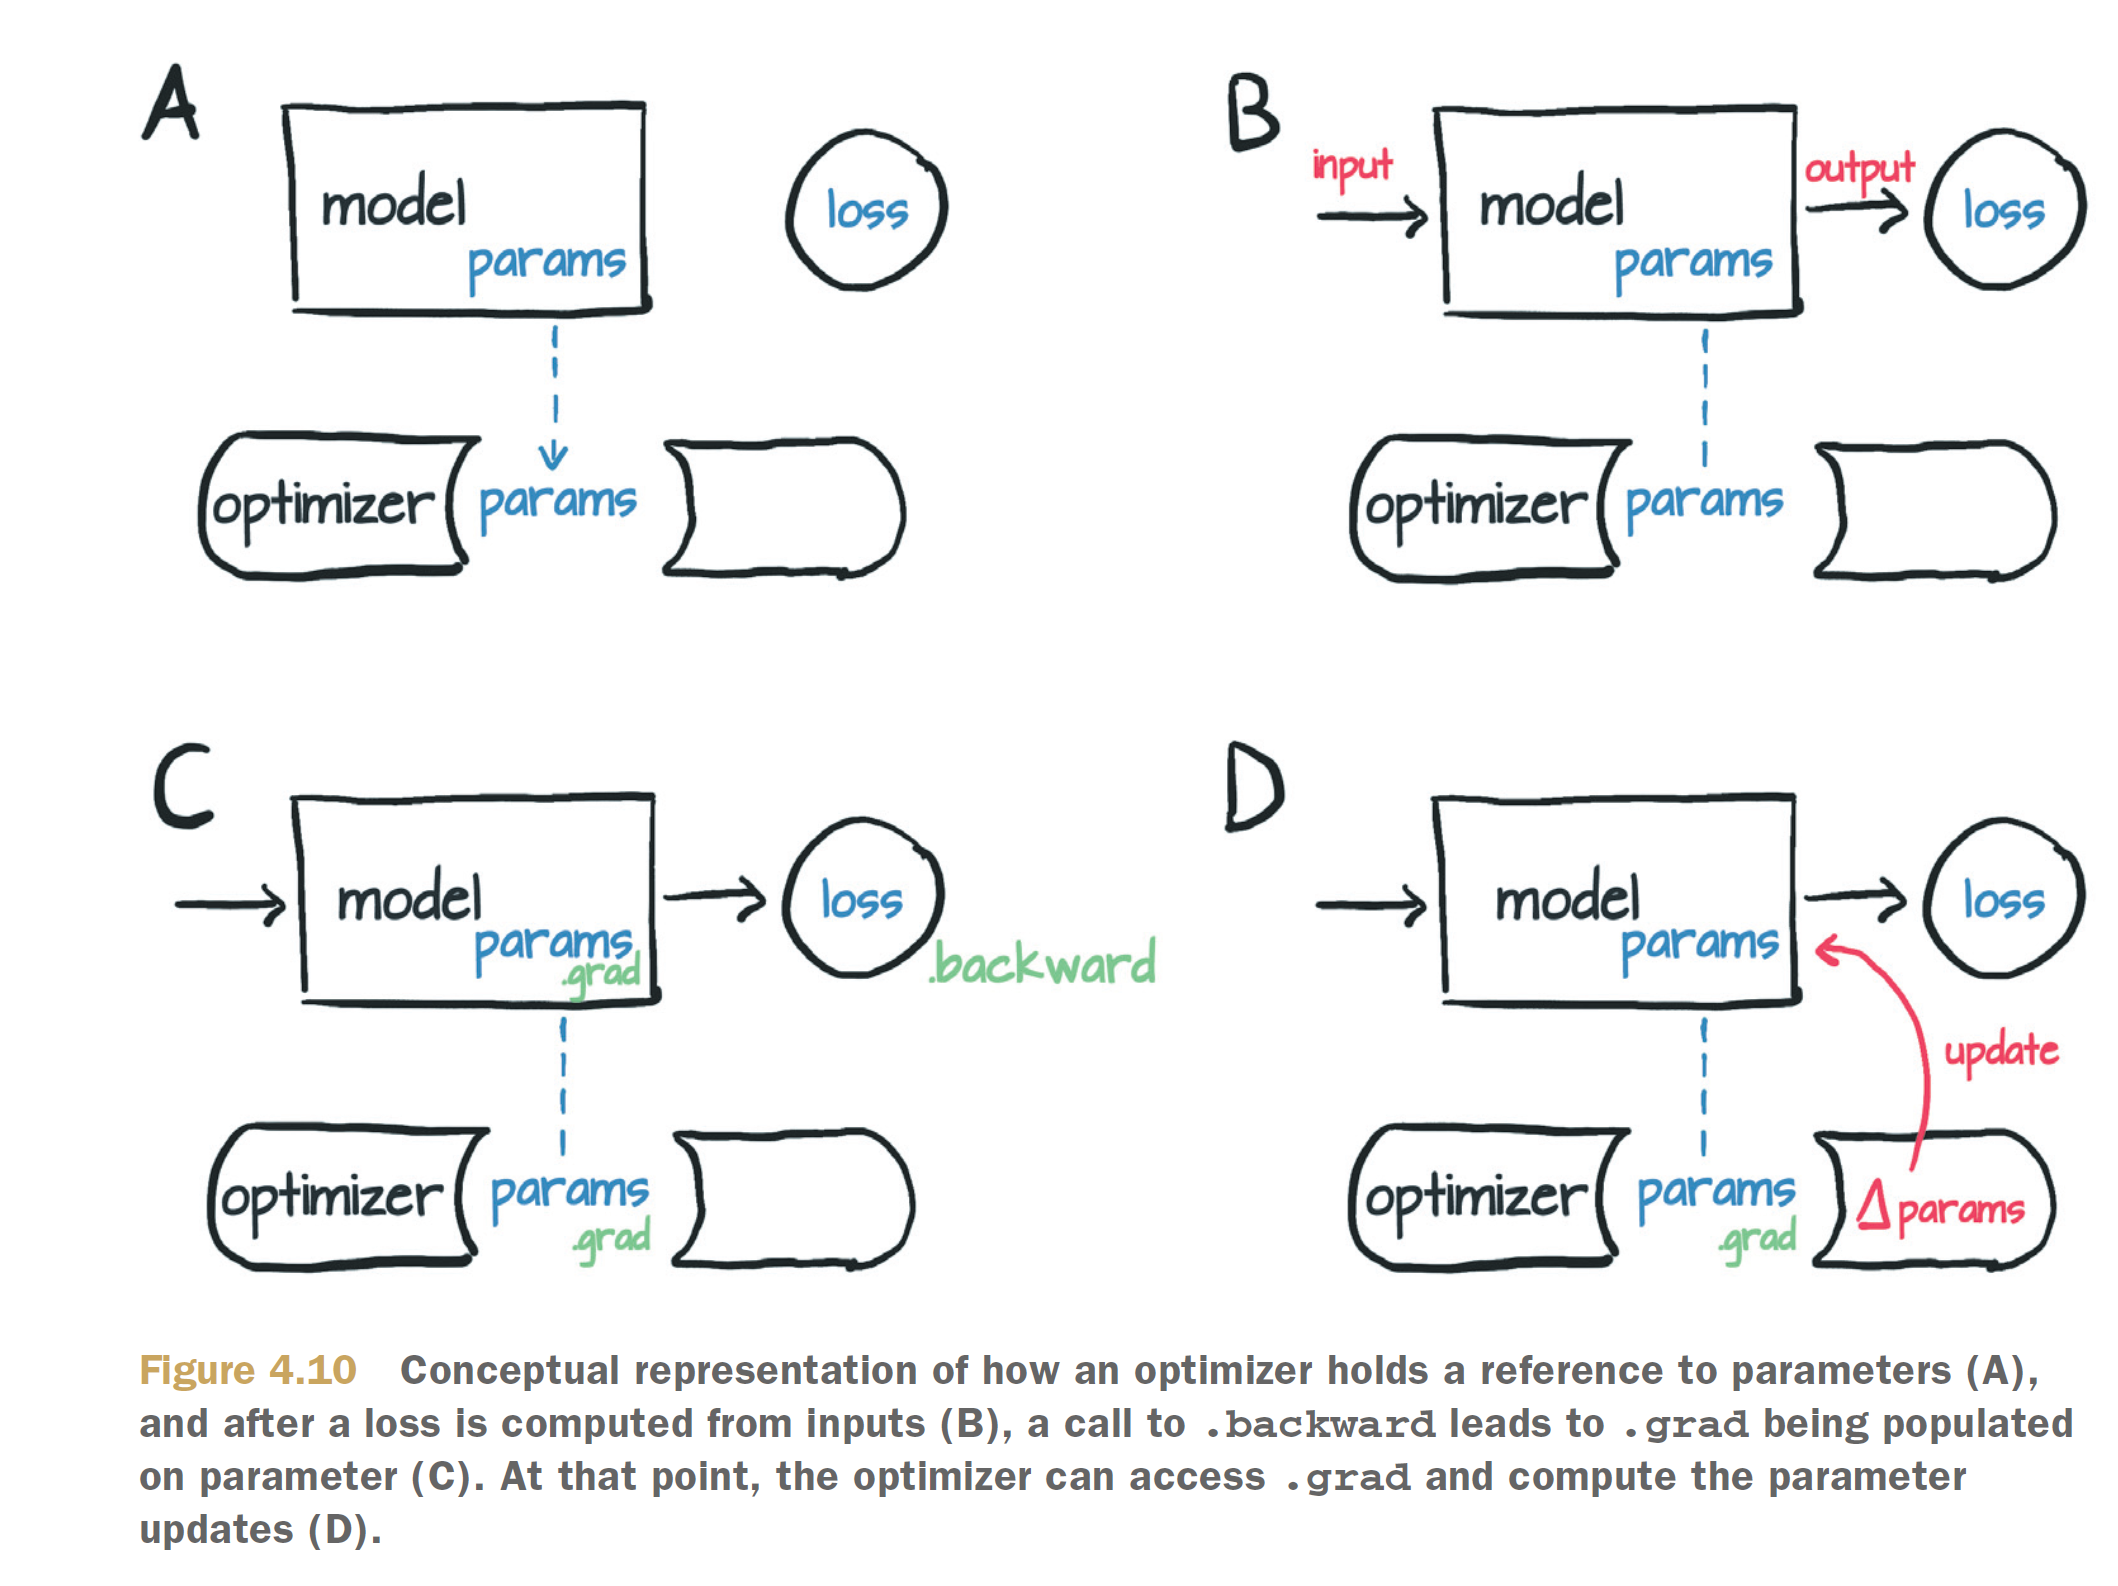 A
model
params
loss
optimizer
params
B
input
model
params
output
loss
optimizer
params
C
model
params
.grad
loss
.backward
optimizer
params
.grad
D
model
params
loss
update
optimizer
params
.grad
Δ params
Figure 4.10 Conceptual representation of how an optimizer holds a reference to parameters (A),
and after a loss is computed from inputs (B), a call to .backward leads to .grad being populated
on parameter (C). At that point, the optimizer can access .grad and compute the parameter
updates (D).